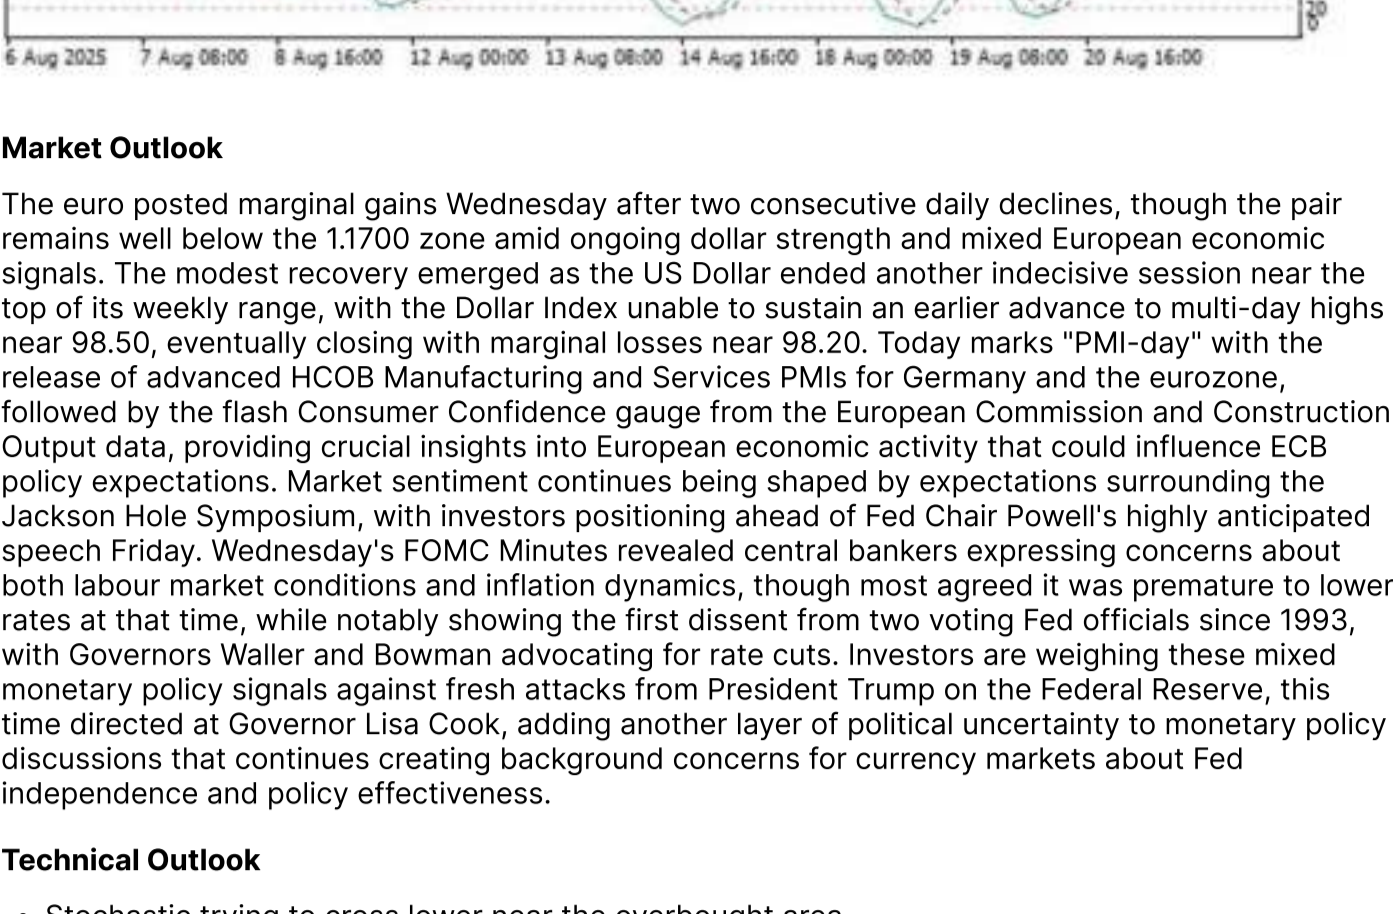 20
0
6 Aug 2025 7 Aug 08:00 8 Aug 16:00 12 Aug 00:00 13 Aug 08:00 14 Aug 16:00 18 Aug 00:00 19 Aug 08:00 20 Aug 16:00
Market Outlook
The euro posted marginal gains Wednesday after two consecutive daily declines, though the pair
remains well below the 1.1700 zone amid ongoing dollar strength and mixed European economic
signals. The modest recovery emerged as the US Dollar ended another indecisive session near the
top of its weekly range, with the Dollar Index unable to sustain an earlier advance to multi-day highs
near 98.50, eventually closing with marginal losses near 98.20. Today marks "PMI-day" with the
release of advanced HCOB Manufacturing and Services PMIs for Germany and the eurozone,
followed by the flash Consumer Confidence gauge from the European Commission and Construction
Output data, providing crucial insights into European economic activity that could influence ECB
policy expectations. Market sentiment continues being shaped by expectations surrounding the
Jackson Hole Symposium, with investors positioning ahead of Fed Chair Powell's highly anticipated
speech Friday. Wednesday's FOMC Minutes revealed central bankers expressing concerns about
both labour market conditions and inflation dynamics, though most agreed it was premature to lower
rates at that time, while notably showing the first dissent from two voting Fed officials since 1993,
with Governors Waller and Bowman advocating for rate cuts. Investors are weighing these mixed
monetary policy signals against fresh attacks from President Trump on the Federal Reserve, this
time directed at Governor Lisa Cook, adding another layer of political uncertainty to monetary policy
discussions that continues creating background concerns for currency markets about Fed
independence and policy effectiveness.
Technical Outlook
• Stochastic trying to cross lower near the overbought area